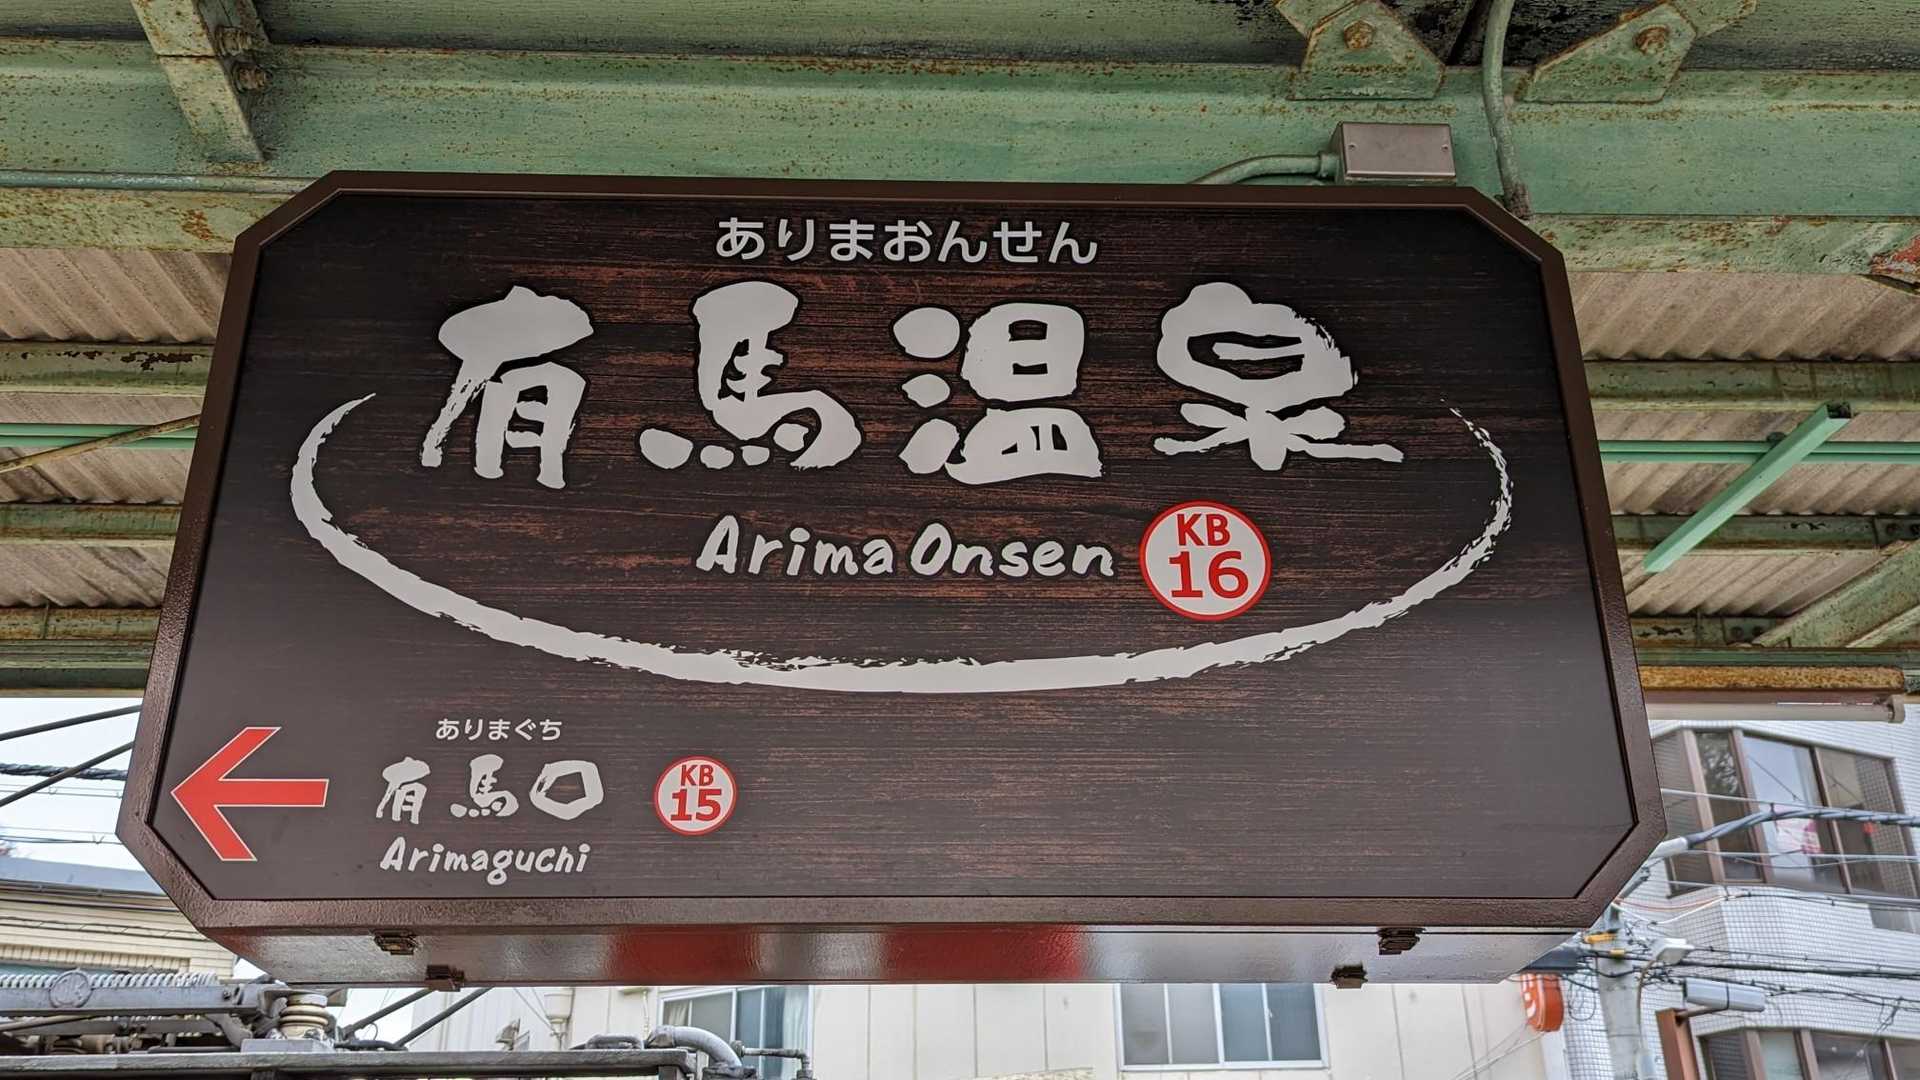 ありまおんせん
有馬温泉
Arima Onsen
KB
16
ありまぐち
有馬口
KB
15
Arimaguchi